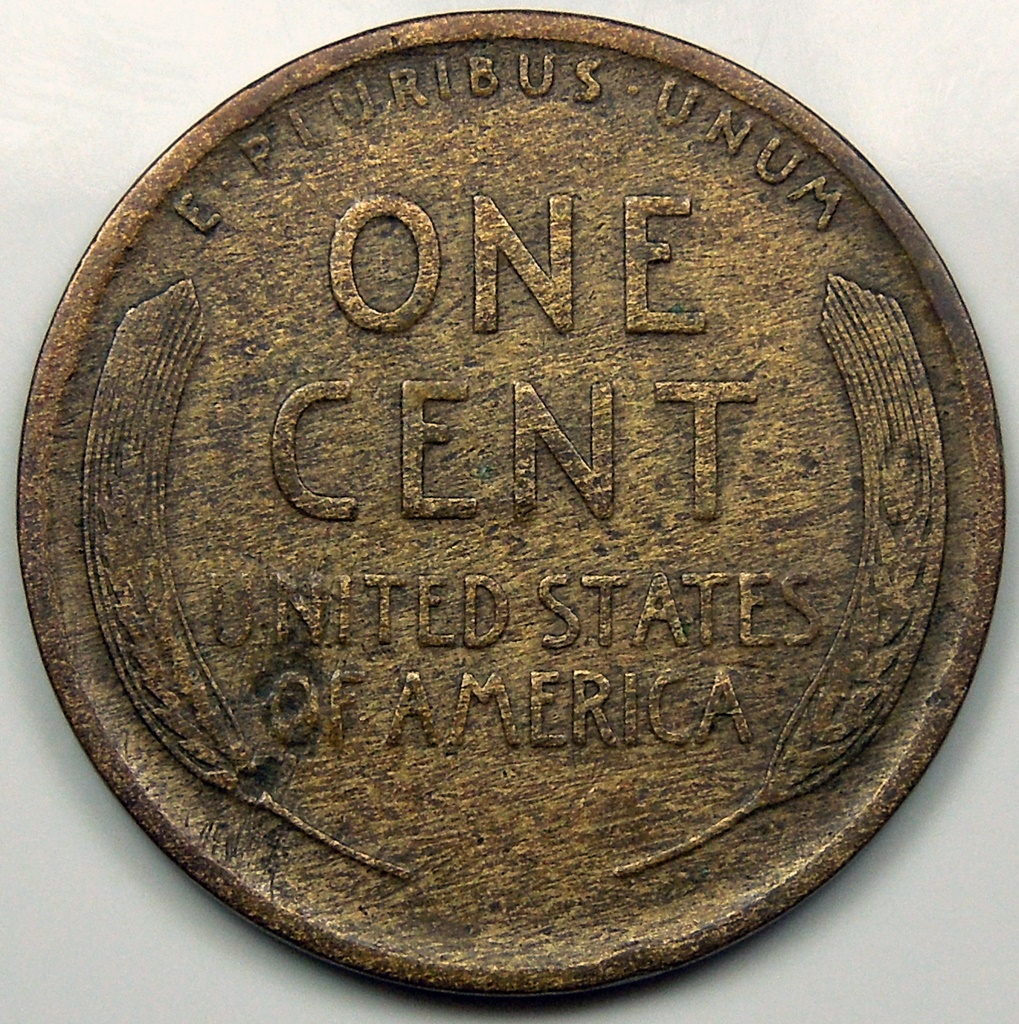 E · PLURIBUS · UNUM
ONE
CENT
UNITED STATES
OF AMERICA